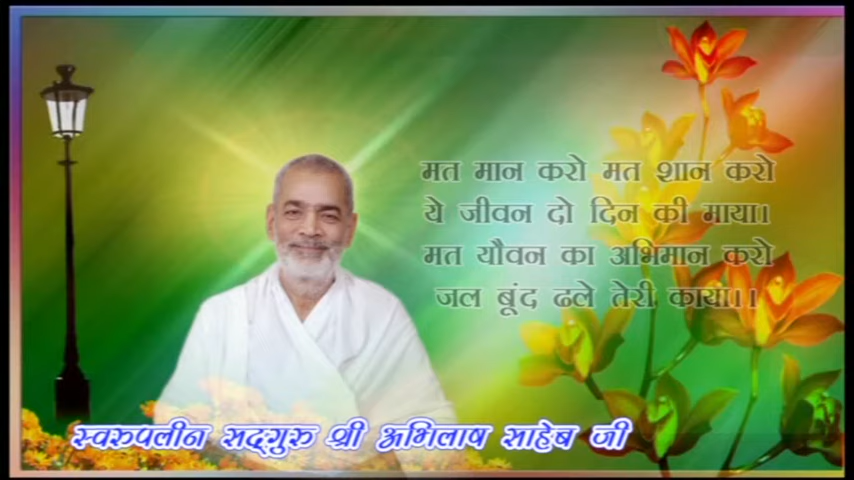 मत मान करो मत शान करो
ये जीवन दो दिन की माया।
मत यौवन का अभिमान करो
जल बूंद ढले तेरी काया।।
स्वरुपलीन सद्गुरु श्री अभिलाष साहेब जी